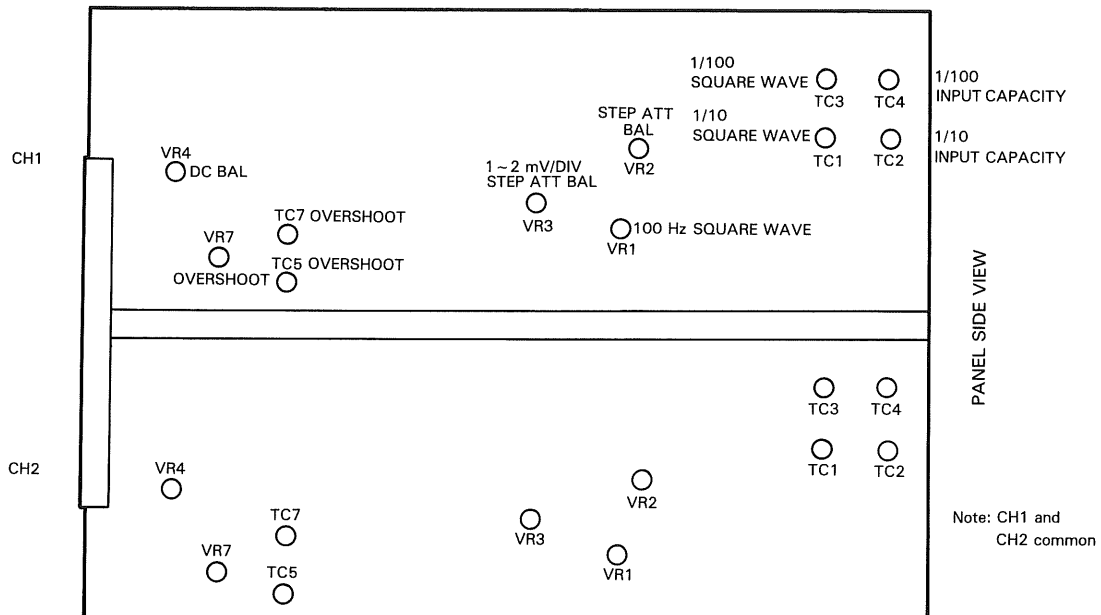 1/100
SQUARE WAVE
TC3
TC4
1/100
INPUT CAPACITY
STEP ATT
BAL
VR2
1/10
SQUARE WAVE
TC1
TC2
1/10
INPUT CAPACITY
CH1
VR4
DC BAL
1~2 mV/DIV
STEP ATT BAL
VR3
TC7 OVERSHOOT
100 Hz SQUARE WAVE
VR1
VR7
OVERSHOOT
TC5 OVERSHOOT
PANEL SIDE VIEW
TC3
TC4
TC1
TC2
CH2
VR4
VR2
TC7
VR3
VR7
TC5
VR1
Note: CH1 and
CH2 common